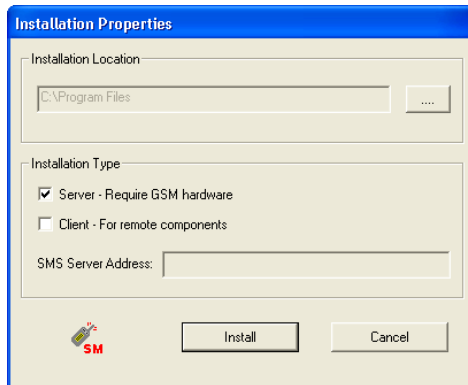 Installation Properties
Installation Location
C:\Program Files
....
Installation Type
Server - Require GSM hardware
Client - For remote components
SMS Server Address:
SM
Install
Cancel